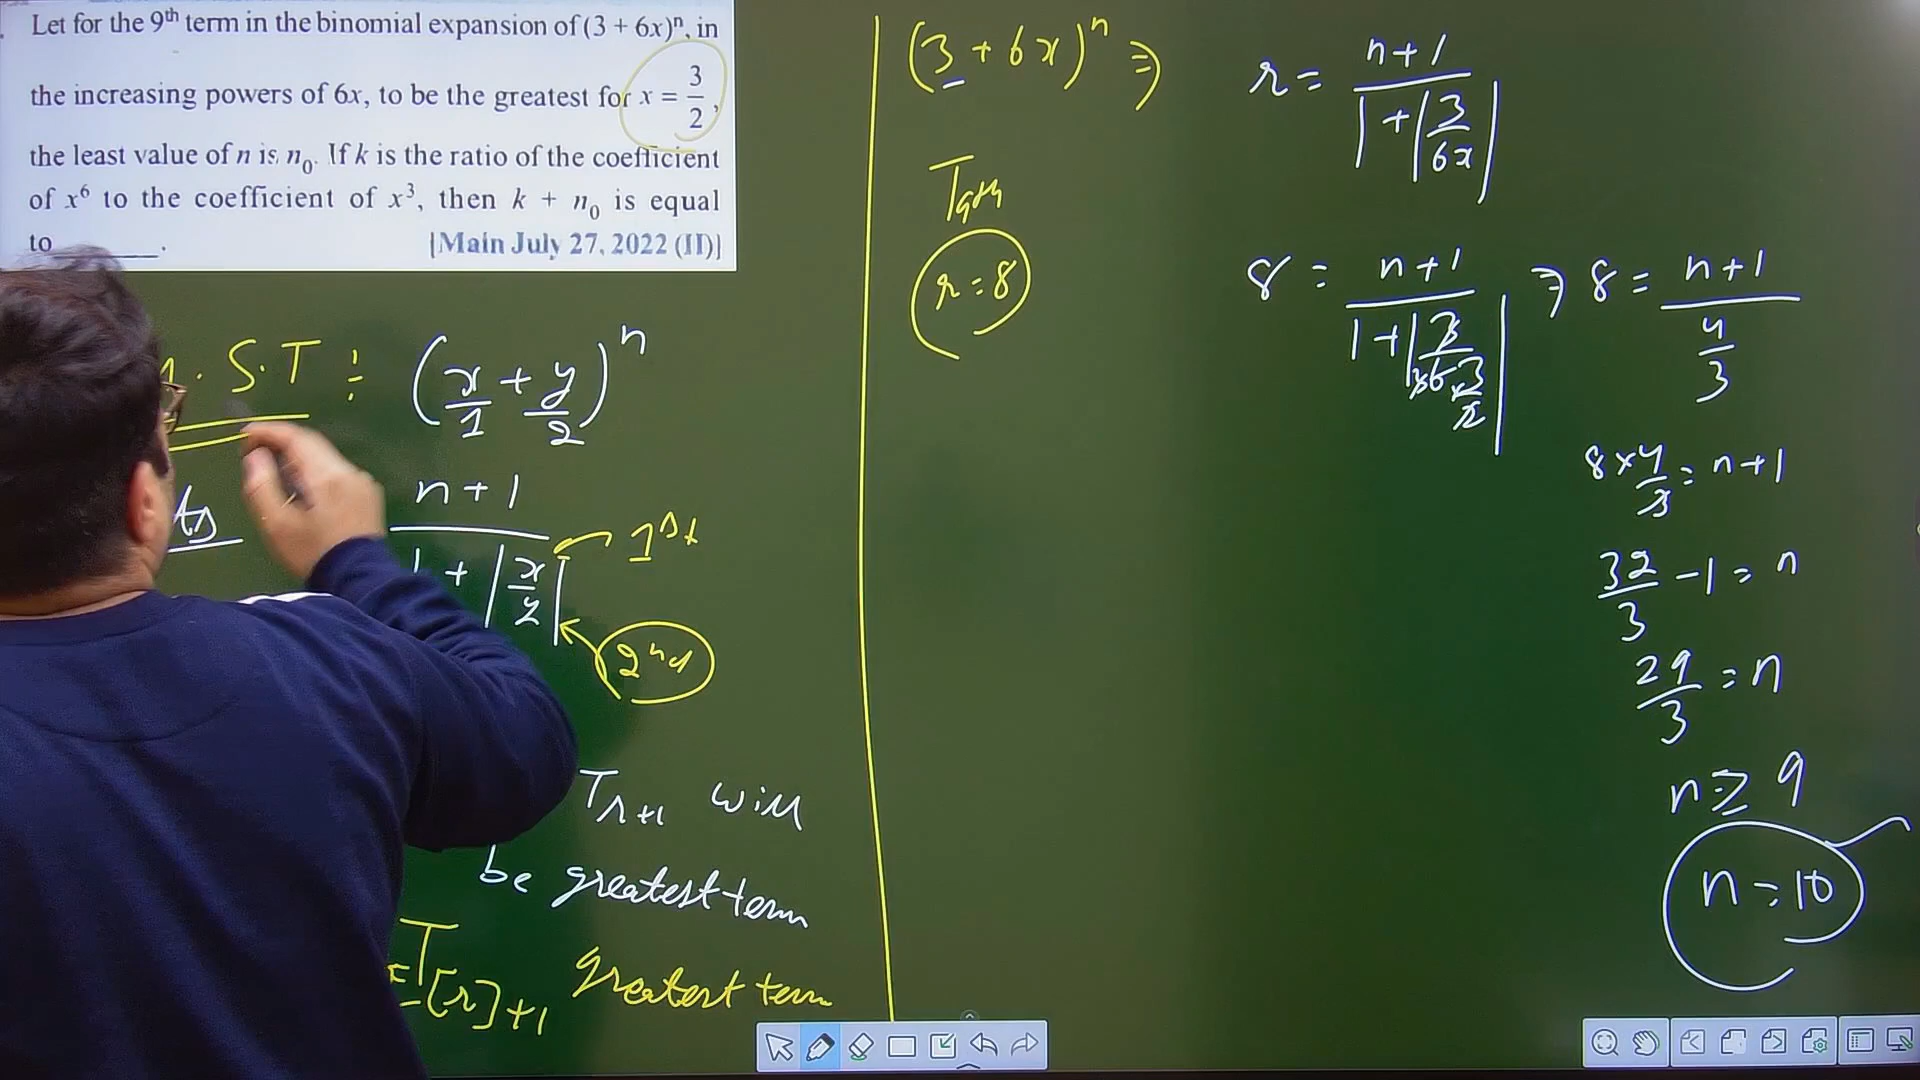 Let for the 9th term in the binomial expansion of (3 + 6x)ⁿ, in
the increasing powers of 6x, to be the greatest for x = 3/2,
the least value of n is n₀. If k is the ratio of the coefficient
of x⁶ to the coefficient of x³, then k + n₀ is equal
to ________.
[Main July 27, 2022 (II)]
. S.T : (x/1 + y/2)ⁿ
n + 1
1 + |x/y|
1st
2nd
T r+1 will
be greatest term
T[r]+1 greatest term
(3 + 6x)ⁿ ⇒
T9th
r = 8
r = n+1 / 1 + |3/6x|
8 = n+1 / 1 + |3/6×3/2| ⇒ 8 = n+1 / 4/3
8 × 4/3 = n+1
32/3 - 1 = n
29/3 = n
n ≥ 9
n = 10